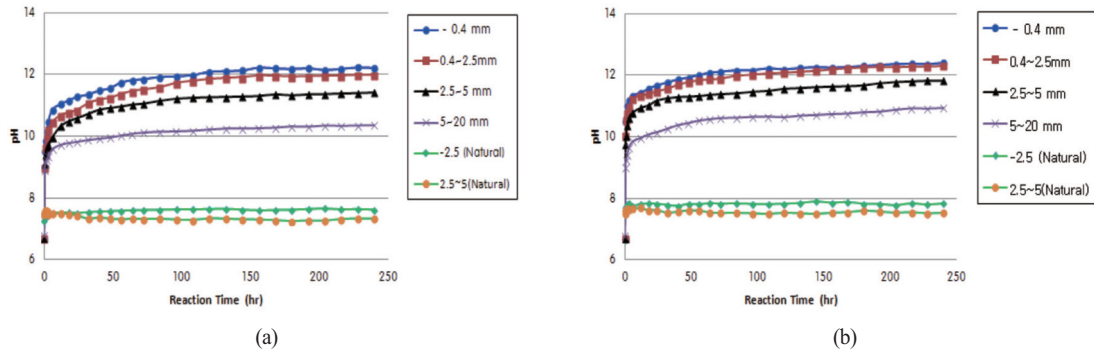 14
12
10
8
6
pH
0
50
100
150
200
250
Reaction Time (hr)
- 0.4 mm
0.4~2.5mm
2.5~5 mm
5~20 mm
-2.5 (Natural)
2.5~5(Natural)
(a)
14
12
10
8
6
pH
0
50
100
150
200
250
Reaction Time (hr)
- 0.4 mm
0.4~2.5mm
2.5~5 mm
5~20 mm
-2.5 (Natural)
2.5~5(Natural)
(b)